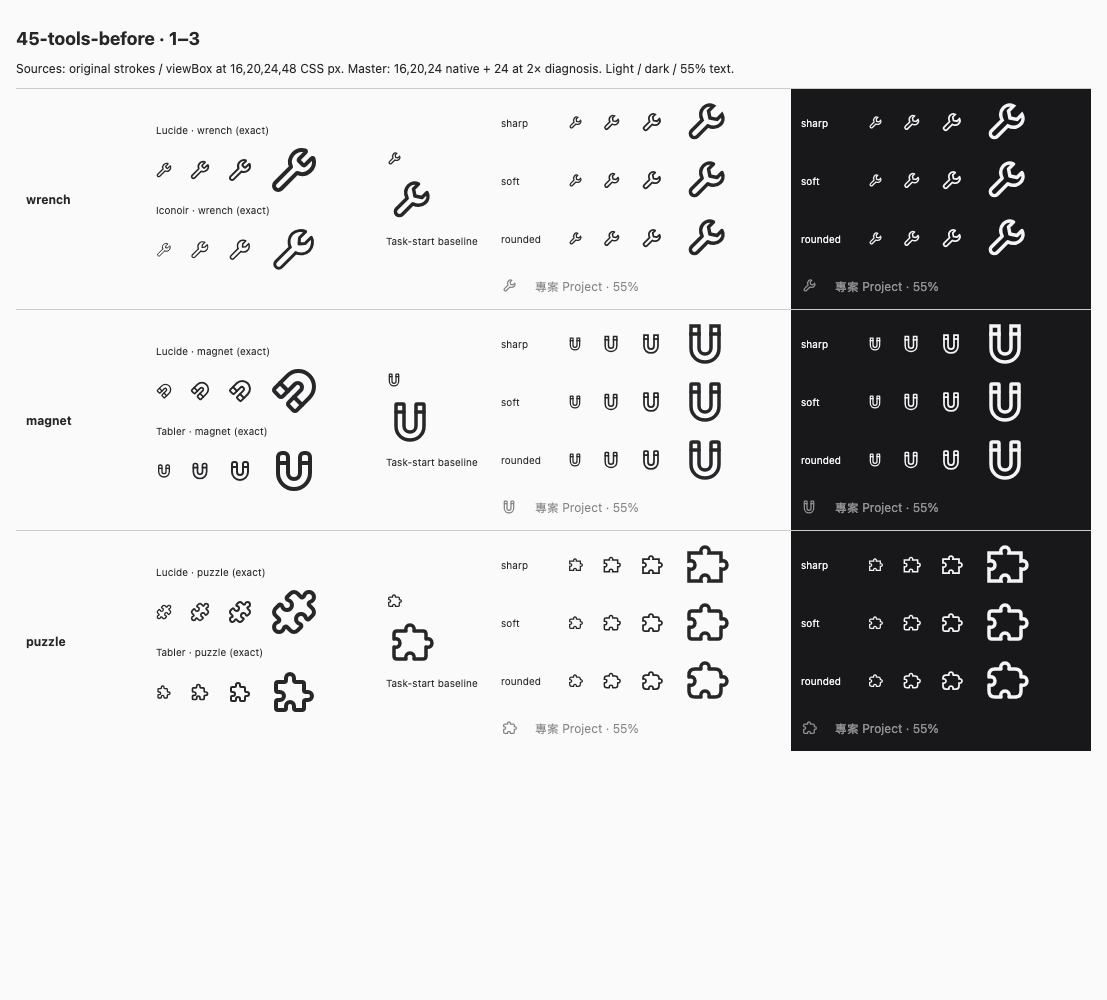 45-tools-before · 1–3
Sources: original strokes / viewBox at 16,20,24,48 CSS px. Master: 16,20,24 native + 24 at 2× diagnosis. Light / dark / 55% text.
wrench
Lucide · wrench (exact)
Iconoir · wrench (exact)
Task-start baseline
sharp
soft
rounded
專案 Project · 55%
sharp
soft
rounded
專案 Project · 55%
magnet
Lucide · magnet (exact)
Tabler · magnet (exact)
Task-start baseline
sharp
soft
rounded
專案 Project · 55%
sharp
soft
rounded
專案 Project · 55%
puzzle
Lucide · puzzle (exact)
Tabler · puzzle (exact)
Task-start baseline
sharp
soft
rounded
專案 Project · 55%
sharp
soft
rounded
專案 Project · 55%